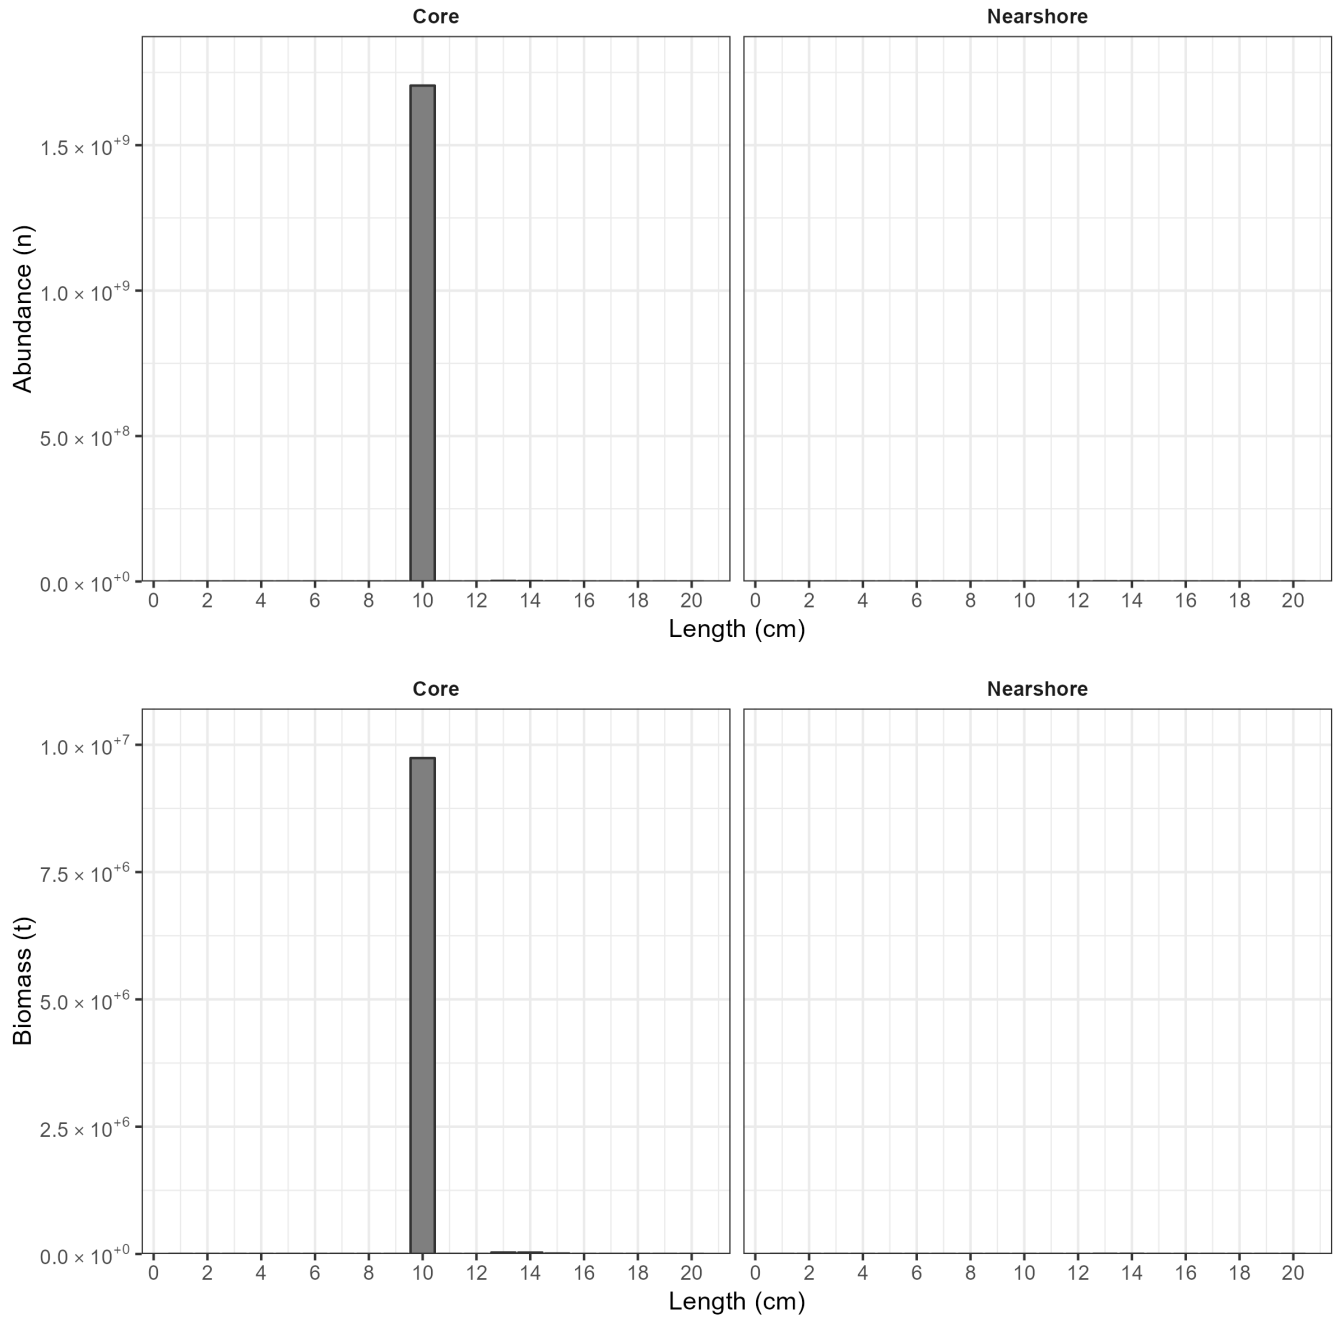 Core Nearshore
Abundance (n)
1.5 × 10⁺⁹
1.0 × 10⁺⁹
5.0 × 10⁺⁸
0.0 × 10⁺⁰
0 2 4 6 8 10 12 14 16 18 20 0 2 4 6 8 10 12 14 16 18 20
Length (cm)
Core Nearshore
Biomass (t)
1.0 × 10⁺⁷
7.5 × 10⁺⁶
5.0 × 10⁺⁶
2.5 × 10⁺⁶
0.0 × 10⁺⁰
0 2 4 6 8 10 12 14 16 18 20 0 2 4 6 8 10 12 14 16 18 20
Length (cm)